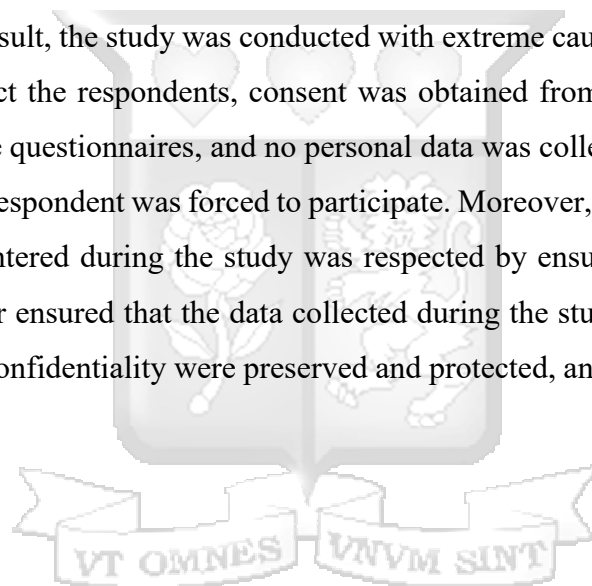 sult, the study was conducted with extreme cau
ct the respondents, consent was obtained from
e questionnaires, and no personal data was colle
espondent was forced to participate. Moreover,
ntered during the study was respected by ensu
r ensured that the data collected during the stu
onfidentiality were preserved and protected, an
VT OMNES VNVM SINT